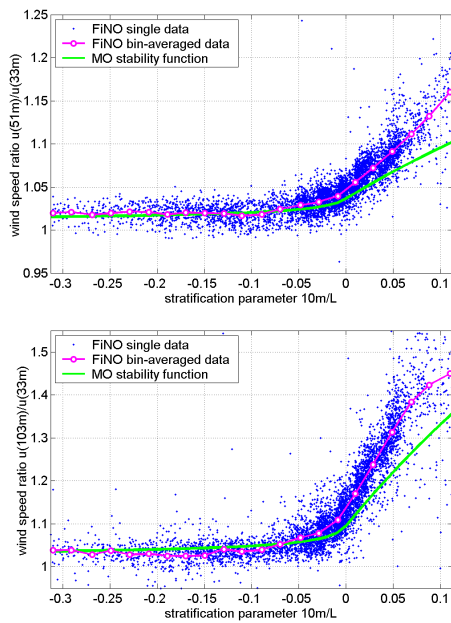 1.25
1.2
1.15
1.1
1.05
1
0.95
wind speed ratio u(51m)/u(33m)
FiNO single data
FiNO bin-averaged data
MO stability function
-0.3 -0.25 -0.2 -0.15 -0.1 -0.05 0 0.05 0.1
stratification parameter 10m/L
1.5
1.4
1.3
1.2
1.1
1
wind speed ratio u(103m)/u(33m)
FiNO single data
FiNO bin-averaged data
MO stability function
-0.3 -0.25 -0.2 -0.15 -0.1 -0.05 0 0.05 0.1
stratification parameter 10m/L